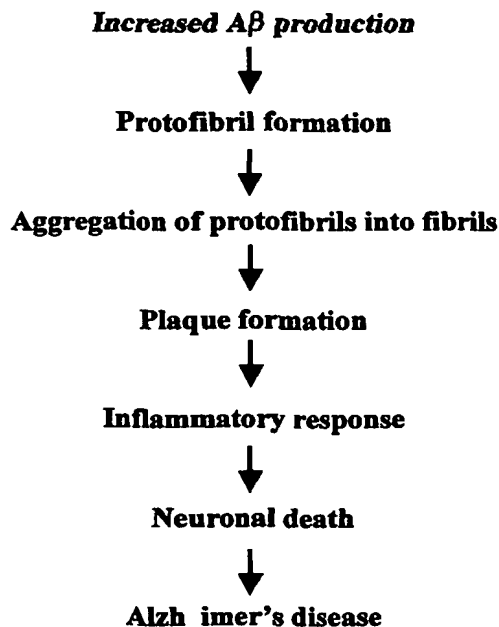 Increased Aβ production
Protofibril formation
Aggregation of protofibrils into fibrils
Plaque formation
Inflammatory response
Neuronal death
Alzh imer's disease